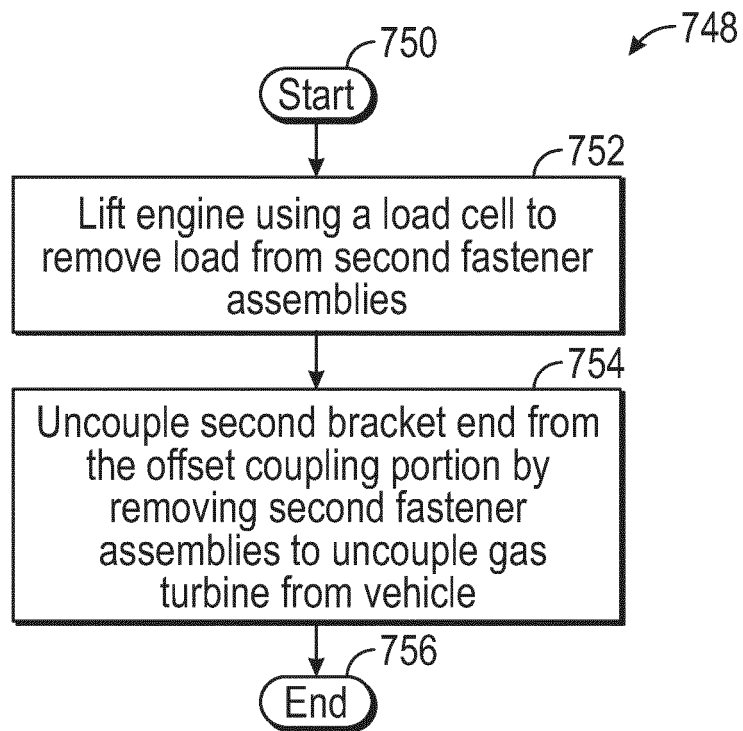 748
750
Start
752
Lift engine using a load cell to
remove load from second fastener
assemblies
754
Uncouple second bracket end from
the offset coupling portion by
removing second fastener
assemblies to uncouple gas
turbine from vehicle
756
End